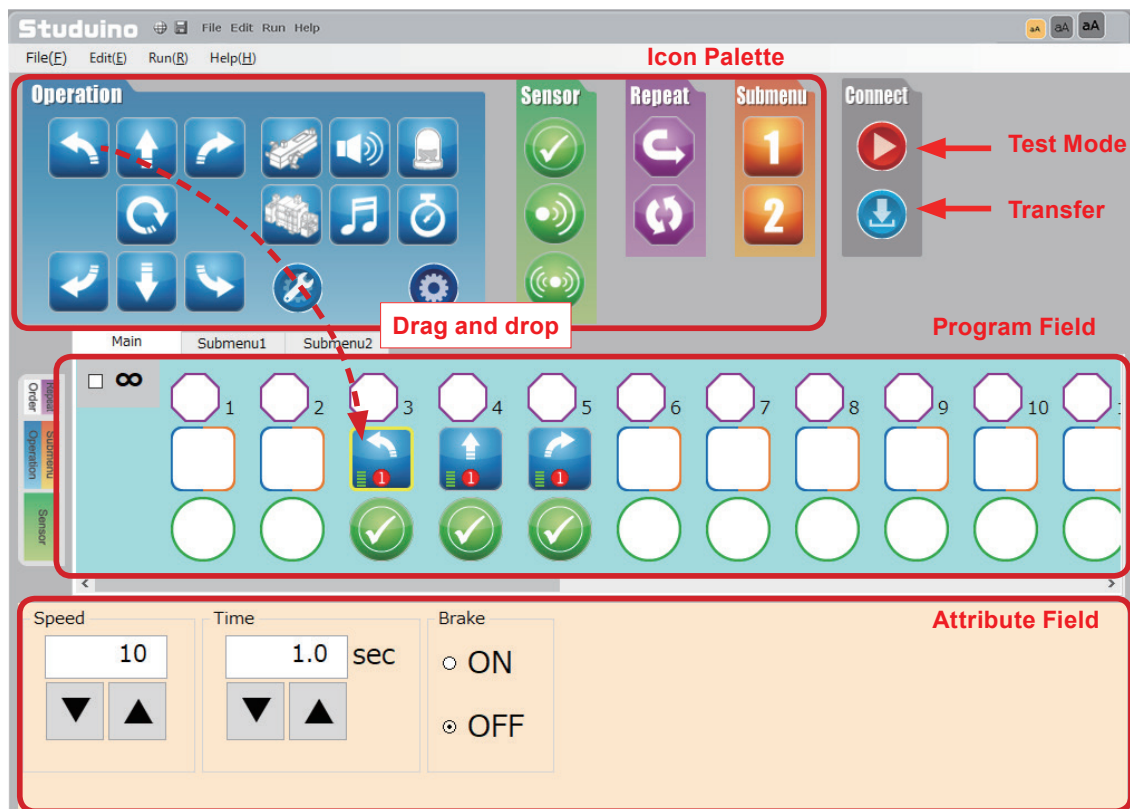 Studuino File Edit Run Help aA aA aA
File(F) Edit(E) Run(R) Help(H)
Icon Palette
Operation Sensor Repeat Submenu Connect
1
Test Mode
2
Transfer
Drag and drop
Program Field
Main Submenu1 Submenu2
Order Repeat
Operation Submenu
Sensor
∞ 1 2 3 4 5 6 7 8 9 10
1 1 1
Attribute Field
Speed Time Brake
10 1.0 sec ON
OFF